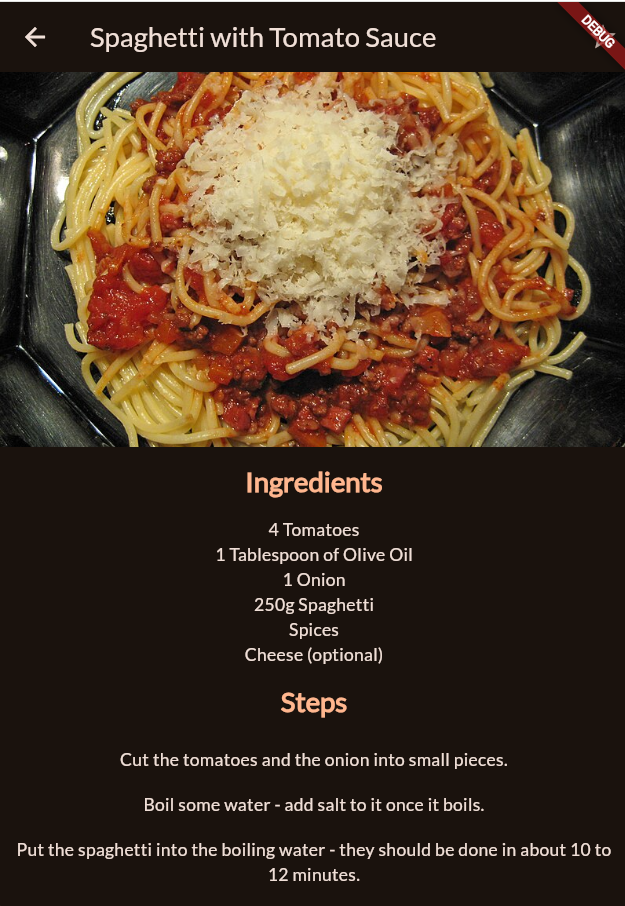 Spaghetti with Tomato Sauce
DEBUG
Ingredients
4 Tomatoes
1 Tablespoon of Olive Oil
1 Onion
250g Spaghetti
Spices
Cheese (optional)
Steps
Cut the tomatoes and the onion into small pieces.
Boil some water - add salt to it once it boils.
Put the spaghetti into the boiling water - they should be done in about 10 to
12 minutes.